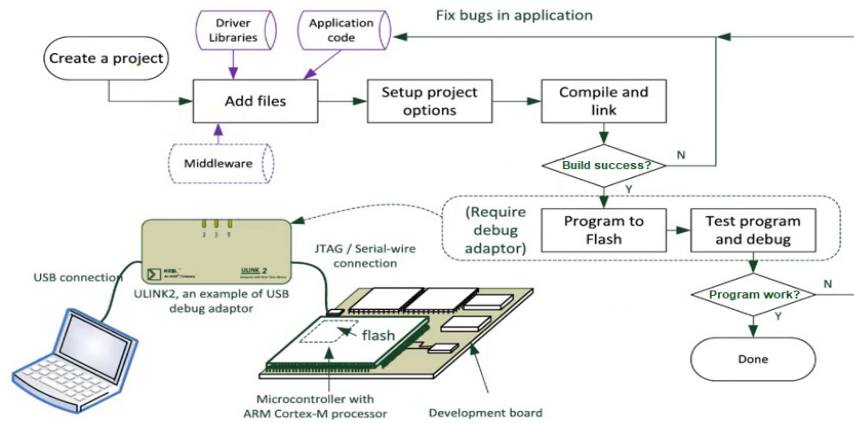 Driver
Libraries
Application
code
Fix bugs in application
Create a project
Add files
Setup project
options
Compile and
link
Middleware
Build success?
N
Y
(Require
debug
adaptor)
Program to
Flash
Test program
and debug
JTAG / Serial-wire
connection
USB connection
KEIL
ULINK 2
ULINK2, an example of USB
debug adaptor
Program work?
N
Y
flash
Done
Microcontroller with
ARM Cortex-M processor
Development board